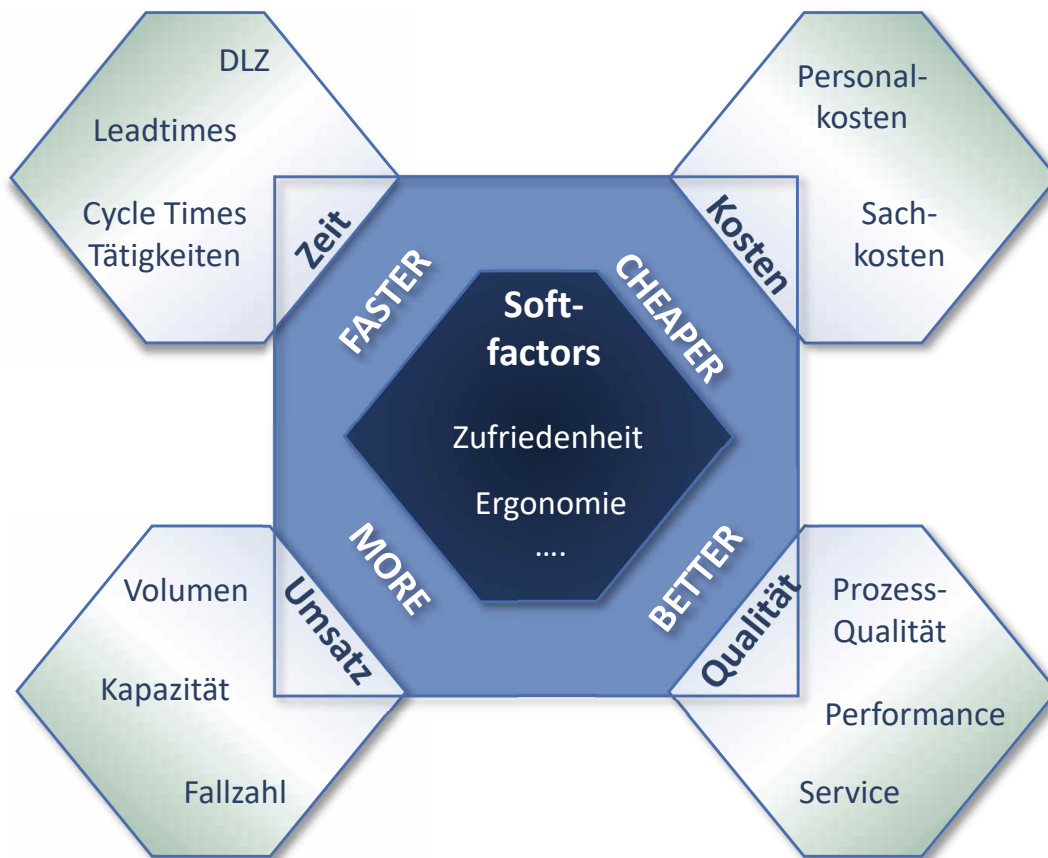 DLZ
Leadtimes
Cycle Times
Tätigkeiten
Zeit
FASTER
Personal-
kosten
Sach-
kosten
Kosten
CHEAPER
Soft-
factors
Zufriedenheit
Ergonomie
....
Volumen
Kapazität
Fallzahl
Umsatz
MORE
BETTER
Qualität
Prozess-
Qualität
Performance
Service